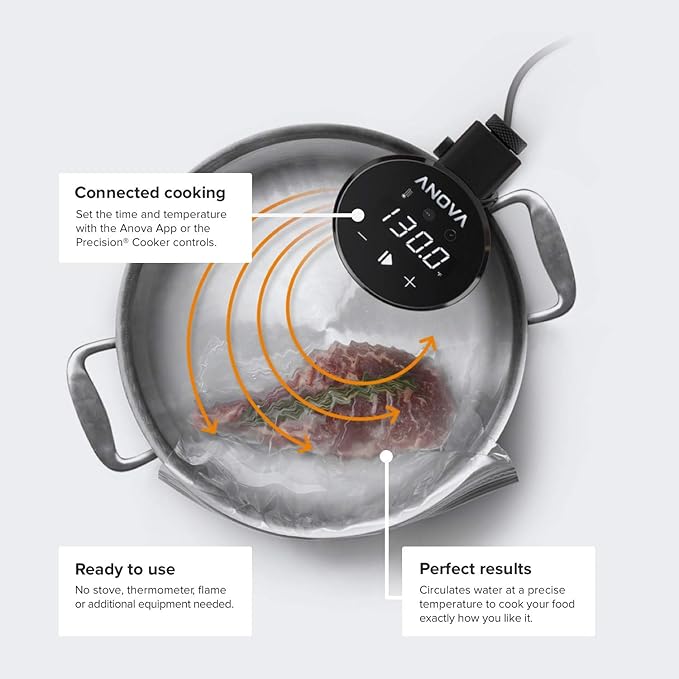 ANOVA
130.0
°F
Connected cooking
Set the time and temperature
with the Anova App or the
Precision® Cooker controls.
Ready to use
No stove, thermometer, flame
or additional equipment needed.
Perfect results
Circulates water at a precise
temperature to cook your food
exactly how you like it.